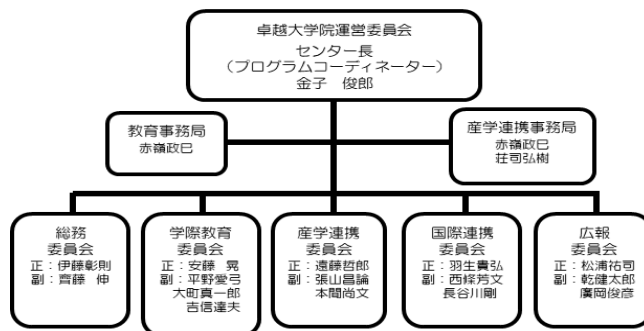 卓越大学院運営委員会
センター長
（プログラムコーディネーター）
金子　俊郎
教育事務局
赤嶺政巳
産学連携事務局
赤嶺政巳
荘司弘樹
総務
委員会
正：伊藤彰則
副：齊藤　伸
学際教育
委員会
正：安藤　晃
副：平野愛弓
大町真一郎
吉信達夫
産学連携
委員会
正：遠藤哲郎
副：張山昌論
本間尚文
国際連携
委員会
正：羽生貴弘
副：西條芳文
長谷川剛
広報
委員会
正：松浦祐司
副：乾健太郎
廣岡俊彦